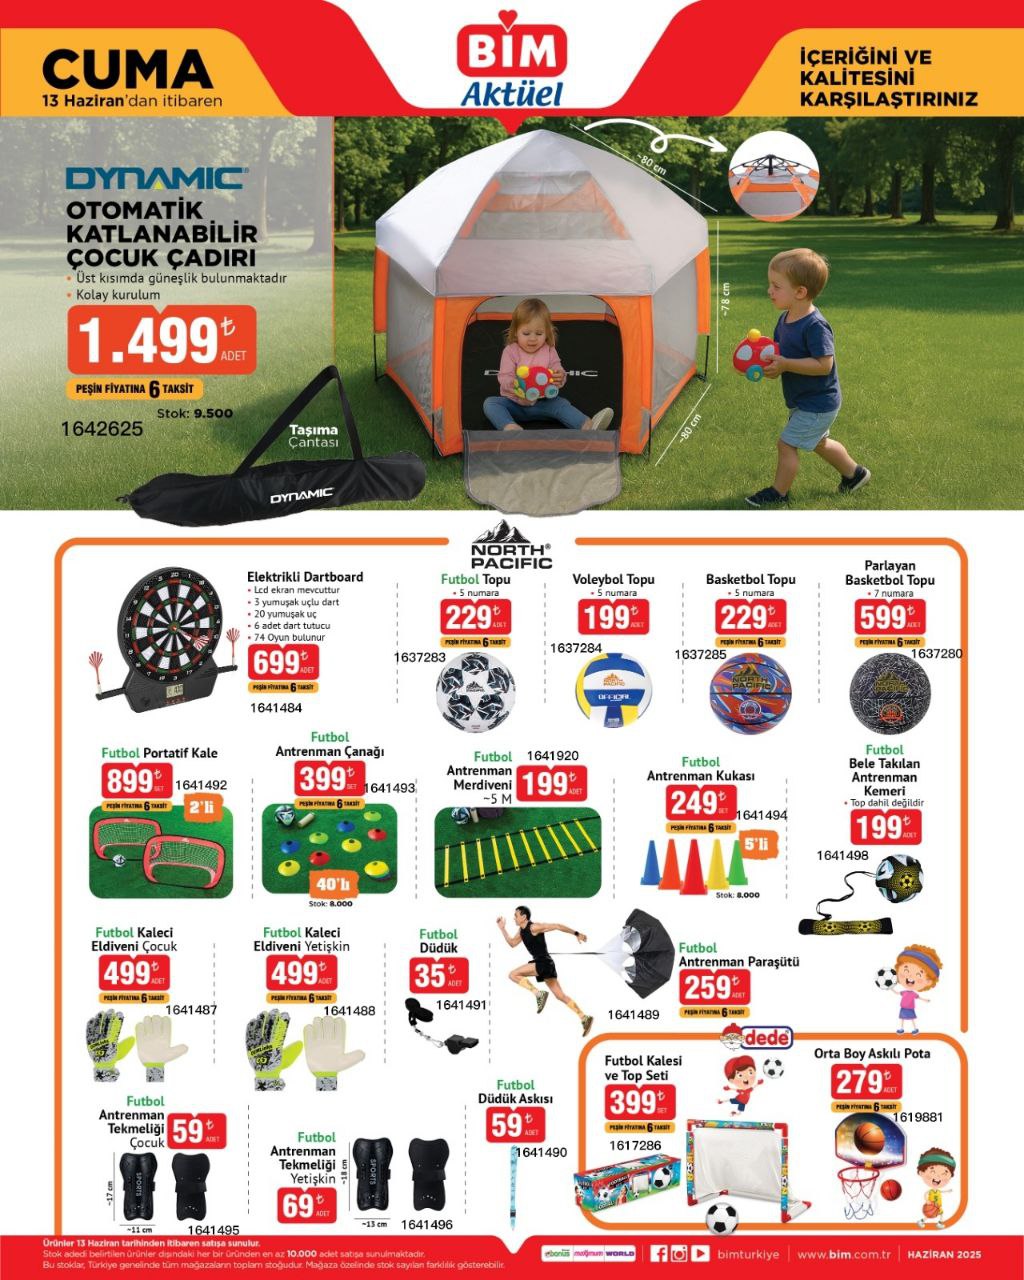 CUMA
13 Haziran'dan itibaren
BİM
Aktüel
İÇERİĞİNİ VE
KALİTESİNİ
KARŞILAŞTIRINIZ
DYNAMIC®
OTOMATİK
KATLANABİLİR
ÇOCUK ÇADIRI
• Üst kısımda güneşlik bulunmaktadır
• Kolay kurulum
1.499₺
ADET
PEŞİN FİYATINA 6 TAKSİT
Stok: 9.500
1642625
Taşıma
Çantası
DYNAMIC
~80 cm
~78 cm
~80 cm
NORTH®
PACIFIC
Elektrikli Dartboard
• Lcd ekran mevcuttur
• 3 yumuşak uçlu dart
• 20 yumuşak uç
• 6 adet dart tutucu
• 74 Oyun bulunur
699₺
ADET
PEŞİN FİYATINA 6 TAKSİT
1641484
Futbol Topu
• 5 numara
229₺
ADET
PEŞİN FİYATINA 6 TAKSİT
1637283
Voleybol Topu
• 5 numara
199₺
ADET
1637284
NORTH
PACIFIC
OFFICIAL
Basketbol Topu
• 5 numara
229₺
ADET
PEŞİN FİYATINA 6 TAKSİT
1637285
NORTH
PACIFIC
Parlayan
Basketbol Topu
• 7 numara
599₺
ADET
PEŞİN FİYATINA 6 TAKSİT
1637280
Futbol Portatif Kale
899₺
SET
PEŞİN FİYATINA 6 TAKSİT
1641492
2'li
Futbol
Antrenman Çanağı
399₺
SET
PEŞİN FİYATINA 6 TAKSİT
1641493
40'lı
Stok: 8.000
Futbol
Antrenman
Merdiveni
~5 M
1641920
199₺
ADET
Futbol
Antrenman Kukası
249₺
SET
PEŞİN FİYATINA 6 TAKSİT
1641494
5'li
Stok: 8.000
Futbol
Bele Takılan
Antrenman
Kemeri
• Top dahil değildir
199₺
ADET
1641498
Futbol Kaleci
Eldiveni Çocuk
499₺
ADET
PEŞİN FİYATINA 6 TAKSİT
1641487
Futbol Kaleci
Eldiveni Yetişkin
499₺
ADET
PEŞİN FİYATINA 6 TAKSİT
1641488
Futbol
Düdük
35₺
ADET
1641491
Futbol
Antrenman Paraşütü
259₺
ADET
PEŞİN FİYATINA 6 TAKSİT
1641489
Futbol
Antrenman
Tekmeliği
Çocuk
59₺
ADET
SPORTS
~17 cm
~11 cm
1641495
Futbol
Antrenman
Tekmeliği
Yetişkin
69₺
ADET
SPORTS
~18 cm
~13 cm
1641496
Futbol
Düdük Askısı
59₺
ADET
1641490
dede®
Futbol Kalesi
ve Top Seti
399₺
SET
PEŞİN FİYATINA 6 TAKSİT
1617286
Orta Boy Askılı Pota
279₺
ADET
PEŞİN FİYATINA 6 TAKSİT
1619881
Ürünler 13 Haziran tarihinden itibaren satışa sunulur.
Stok adedi belirtilen ürünler dışındaki her bir üründen en az 10.000 adet satışa sunulmaktadır.
Bu stoklar, Türkiye genelinde tüm mağazaların toplam stoğudur. Mağaza özelinde stok sayıları farklılık gösterebilir.
bonus maximum WORLD
bimturkiye
www.bim.com.tr
HAZİRAN 2025